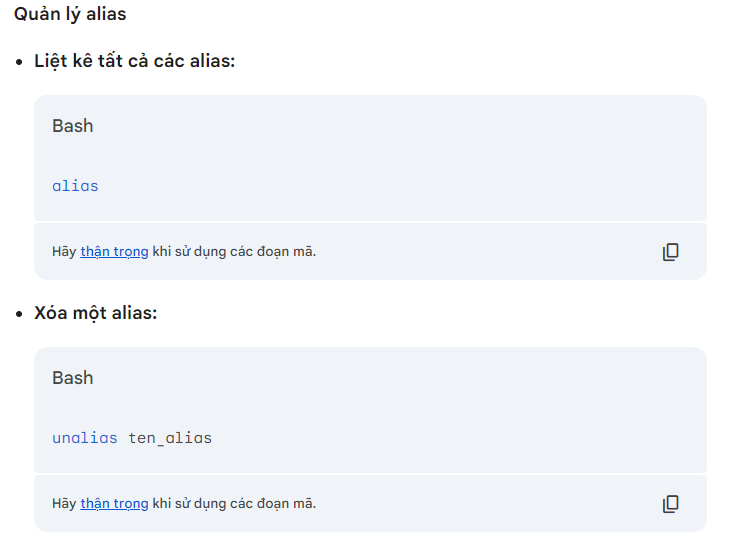 Quản lý alias
Liệt kê tất cả các alias:
Bash
alias
Hãy thận trọng khi sử dụng các đoạn mã.
Xóa một alias:
Bash
unalias ten_alias
Hãy thận trọng khi sử dụng các đoạn mã.